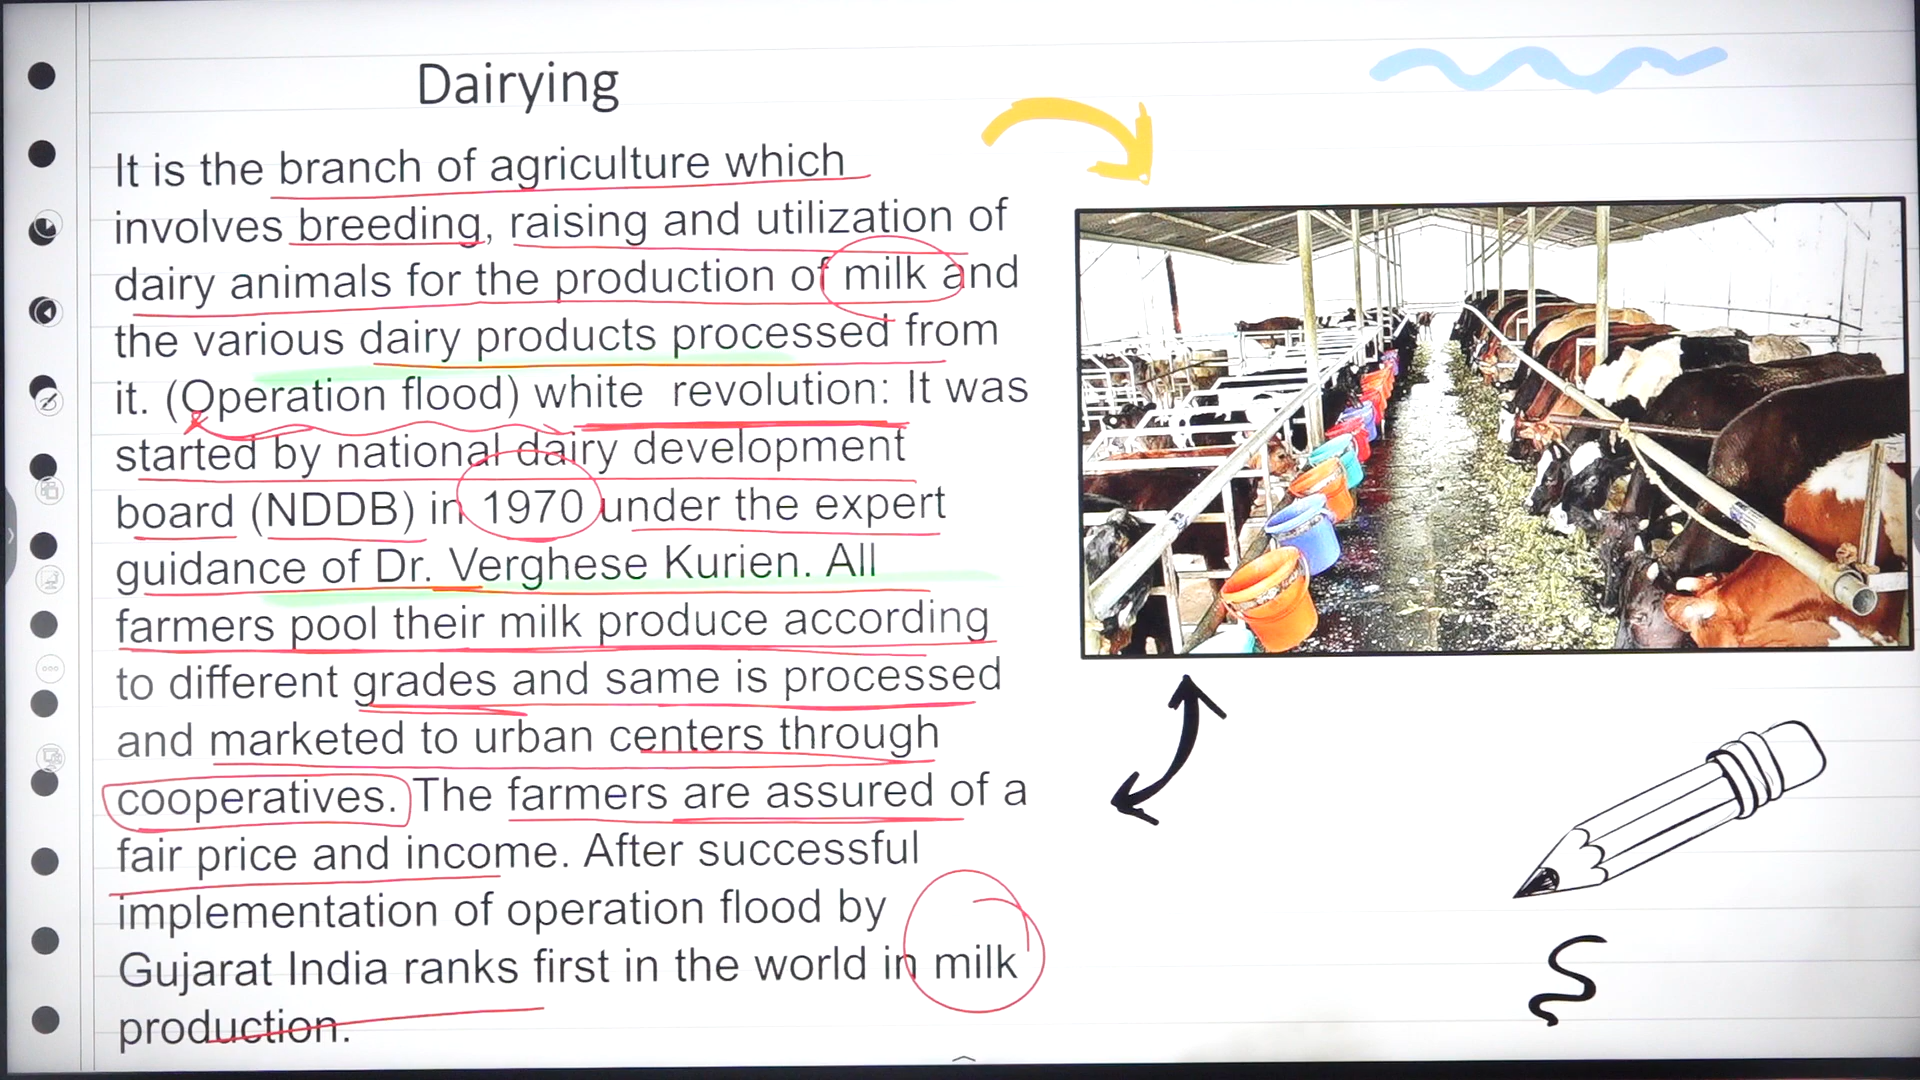 Dairying
It is the branch of agriculture which
involves breeding, raising and utilization of
dairy animals for the production of milk and
the various dairy products processed from
it. (Operation flood) white revolution: It was
started by national dairy development
board (NDDB) in 1970 under the expert
guidance of Dr. Verghese Kurien. All
farmers pool their milk produce according
to different grades and same is processed
and marketed to urban centers through
cooperatives. The farmers are assured of a
fair price and income. After successful
implementation of operation flood by
Gujarat India ranks first in the world in milk
production.